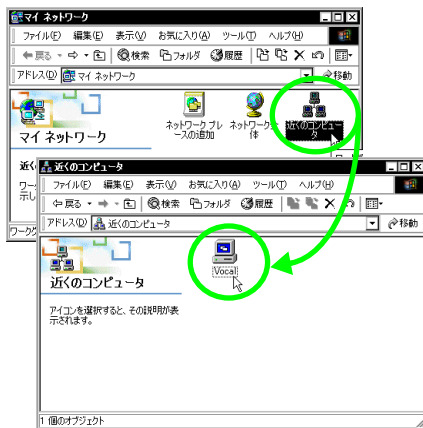 マイ ネットワーク
ファイル(F) 編集(E) 表示(V) お気に入り(A) ツール(T) ヘルプ(H)
戻る 検索 フォルダ 履歴
アドレス(D) マイ ネットワーク 移動
マイ ネットワーク
ネットワーク プレ
ースの追加
ネットワーク全
体
近くのコンピュー
タ
近くのコンピュータ
ファイル(F) 編集(E) 表示(V) お気に入り(A) ツール(T) ヘルプ(H)
戻る 検索 フォルダ 履歴
アドレス(D) 近くのコンピュータ 移動
近くのコンピュータ
アイコンを選択すると、その説明が表
示されます。
Vocal
1 個のオブジェクト